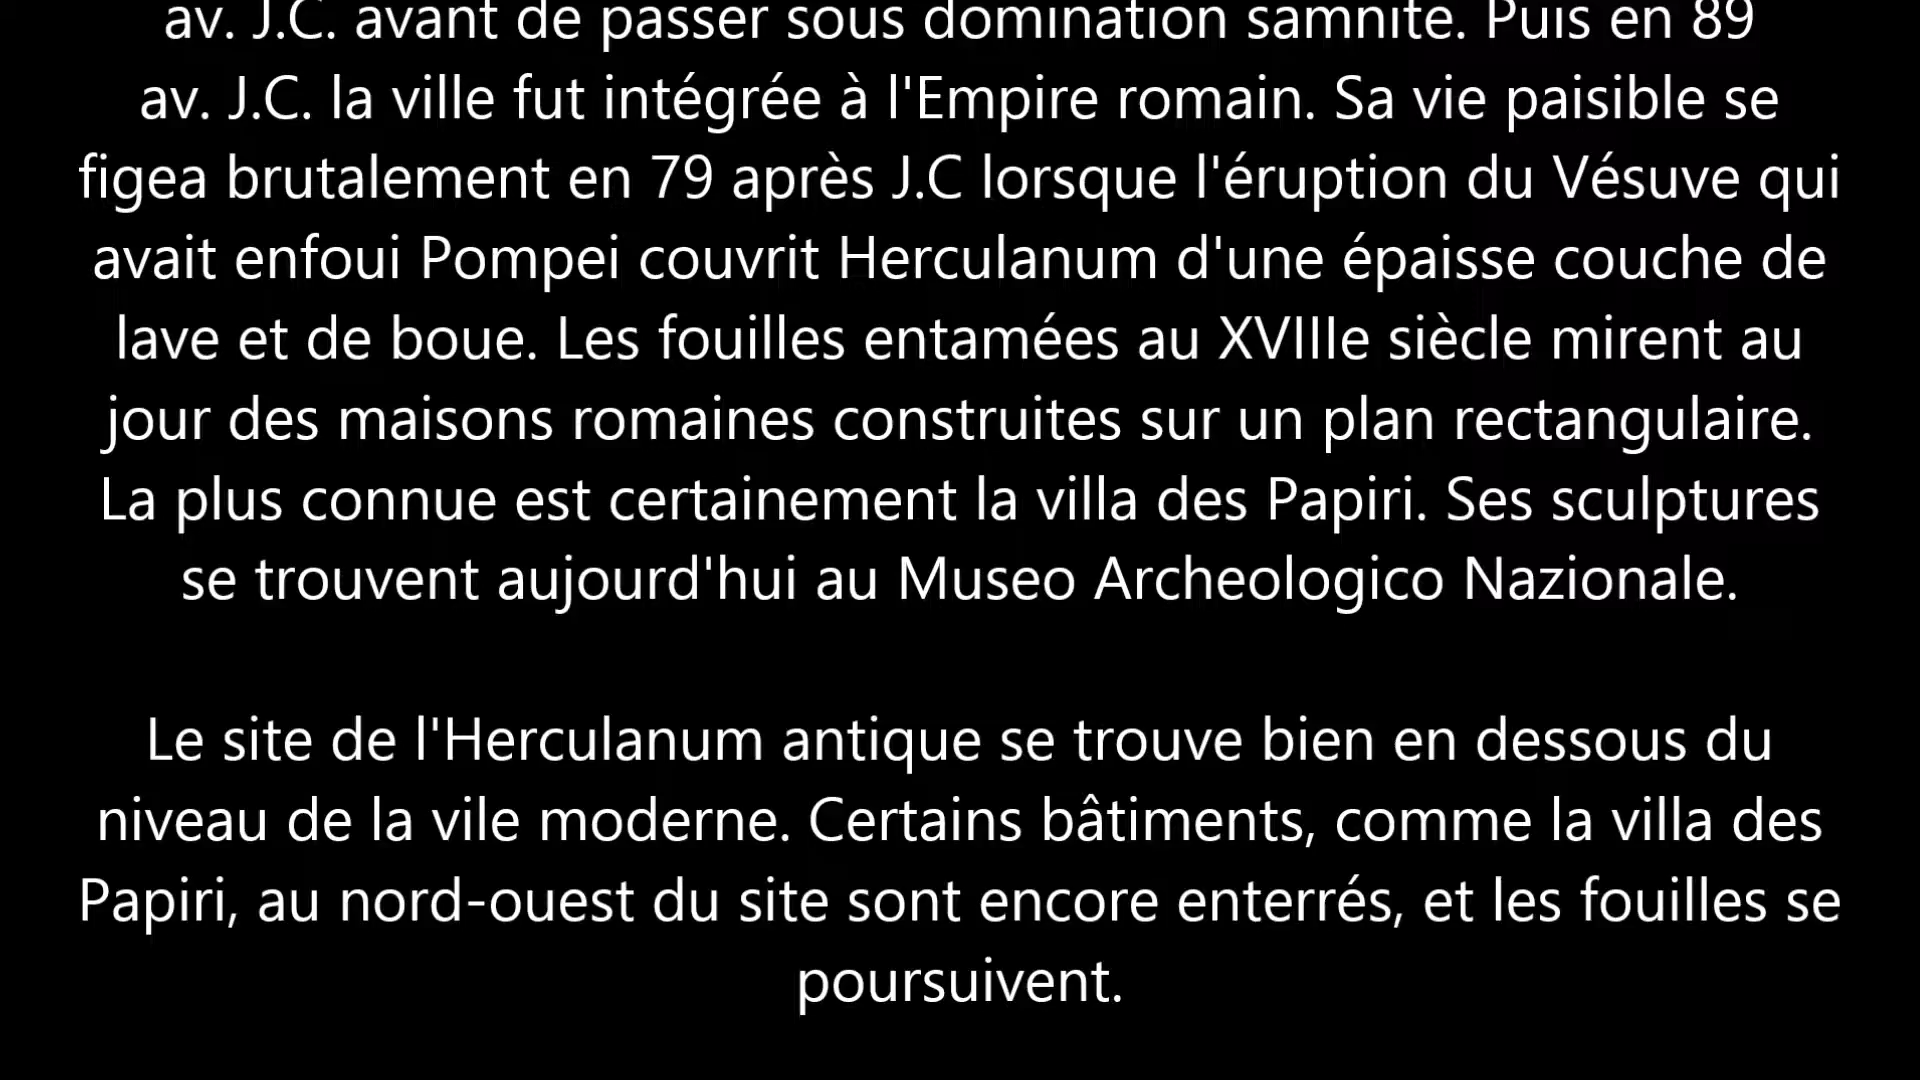 av. J.C. avant de passer sous domination samnite. Puis en 89
av. J.C. la ville fut intégrée à l'Empire romain. Sa vie paisible se
figea brutalement en 79 après J.C lorsque l'éruption du Vésuve qui
avait enfoui Pompei couvrit Herculanum d'une épaisse couche de
lave et de boue. Les fouilles entamées au XVIIIe siècle mirent au
jour des maisons romaines construites sur un plan rectangulaire.
La plus connue est certainement la villa des Papiri. Ses sculptures
se trouvent aujourd'hui au Museo Archeologico Nazionale.
Le site de l'Herculanum antique se trouve bien en dessous du
niveau de la vile moderne. Certains bâtiments, comme la villa des
Papiri, au nord-ouest du site sont encore enterrés, et les fouilles se
poursuivent.